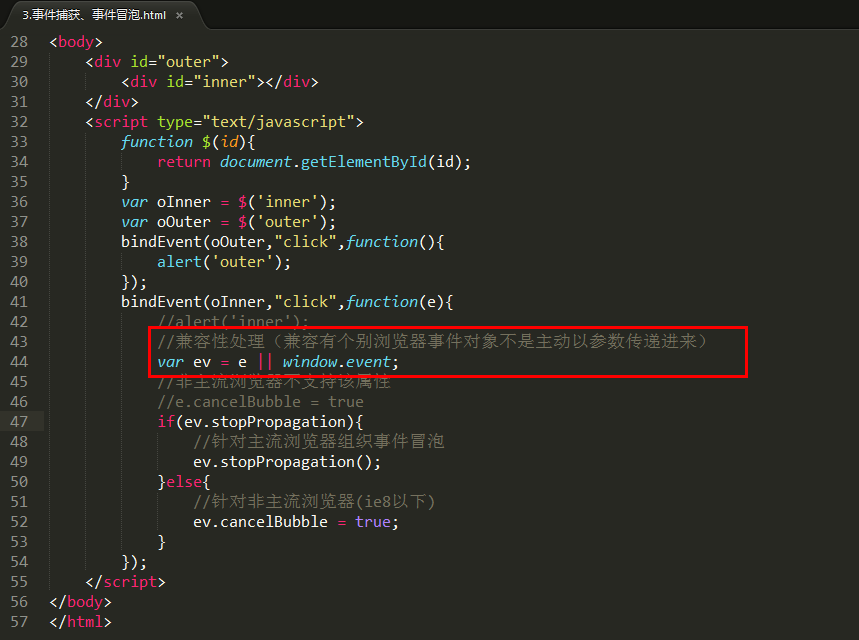 3.事件捕获、事件冒泡.html ×
28 <body>
29 <div id="outer">
30 <div id="inner"></div>
31 </div>
32 <script type="text/javascript">
33 function $(id){
34 return document.getElementById(id);
35 }
36 var oInner = $('inner');
37 var oOuter = $('outer');
38 bindEvent(oOuter,"click",function(){
39 alert('outer');
40 });
41 bindEvent(oInner,"click",function(e){
42 //alert('inner');
43 //兼容性处理（兼容有个别浏览器事件对象不是主动以参数传递进来）
44 var ev = e || window.event;
45 //非主流浏览器不支持该属性
46 //e.cancelBubble = true
47 if(ev.stopPropagation){
48 //针对主流浏览器组织事件冒泡
49 ev.stopPropagation();
50 }else{
51 //针对非主流浏览器(ie8以下)
52 ev.cancelBubble = true;
53 }
54 });
55 </script>
56 </body>
57 </html>